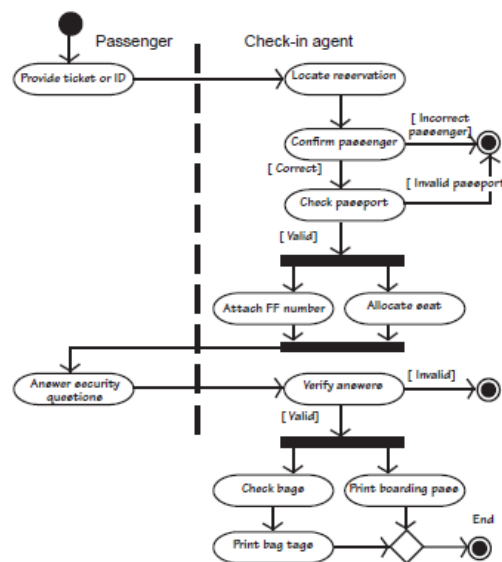 Passenger
Check-in agent
Provide ticket or ID
Locate reservation
[ Incorrect
passenger]
Confirm passenger
[ Correct]
[ Invalid passport]
Check passport
[ Valid]
Attach FF number
Allocate seat
Answer security
questions
Verify answers
[ Invalid]
[ Valid]
Check bags
Print boarding pass
End
Print bag tags